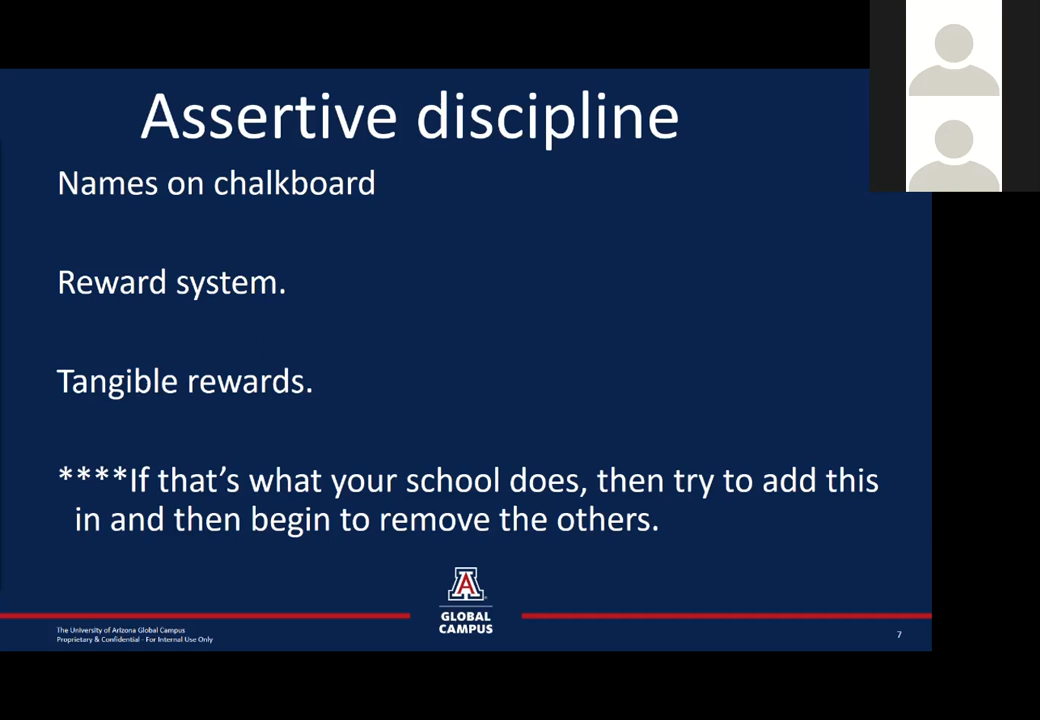 Assertive discipline
Names on chalkboard
Reward system.
Tangible rewards.
****If that’s what your school does, then try to add this
in and then begin to remove the others.
A
GLOBAL
CAMPUS
The University of Arizona Global Campus
Proprietary & Confidential - For Internal Use Only
7